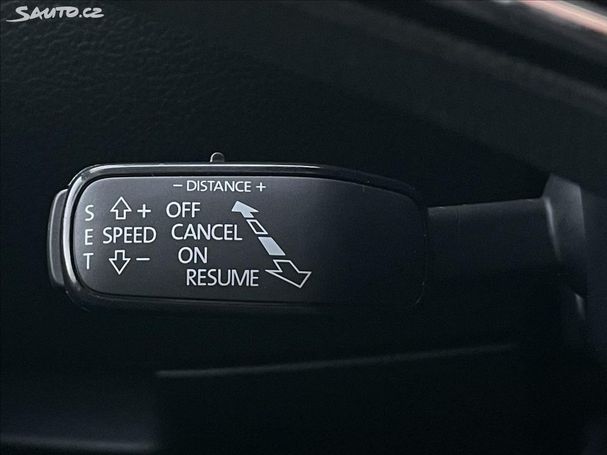 SAUTO.CZ
− DISTANCE +
S E T
+
SPEED
−
OFF
CANCEL
ON
RESUME